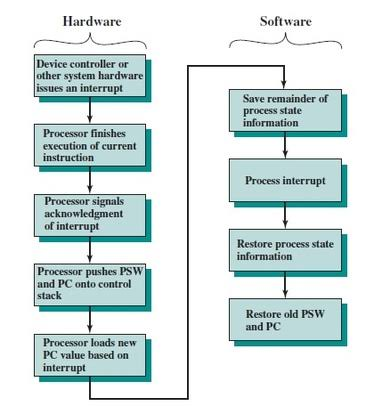 Hardware
Device controller or
other system hardware
issues an interrupt
Processor finishes
execution of current
instruction
Processor signals
acknowledgment
of interrupt
Processor pushes PSW
and PC onto control
stack
Processor loads new
PC value based on
interrupt
Software
Save remainder of
process state
information
Process interrupt
Restore process state
information
Restore old PSW
and PC